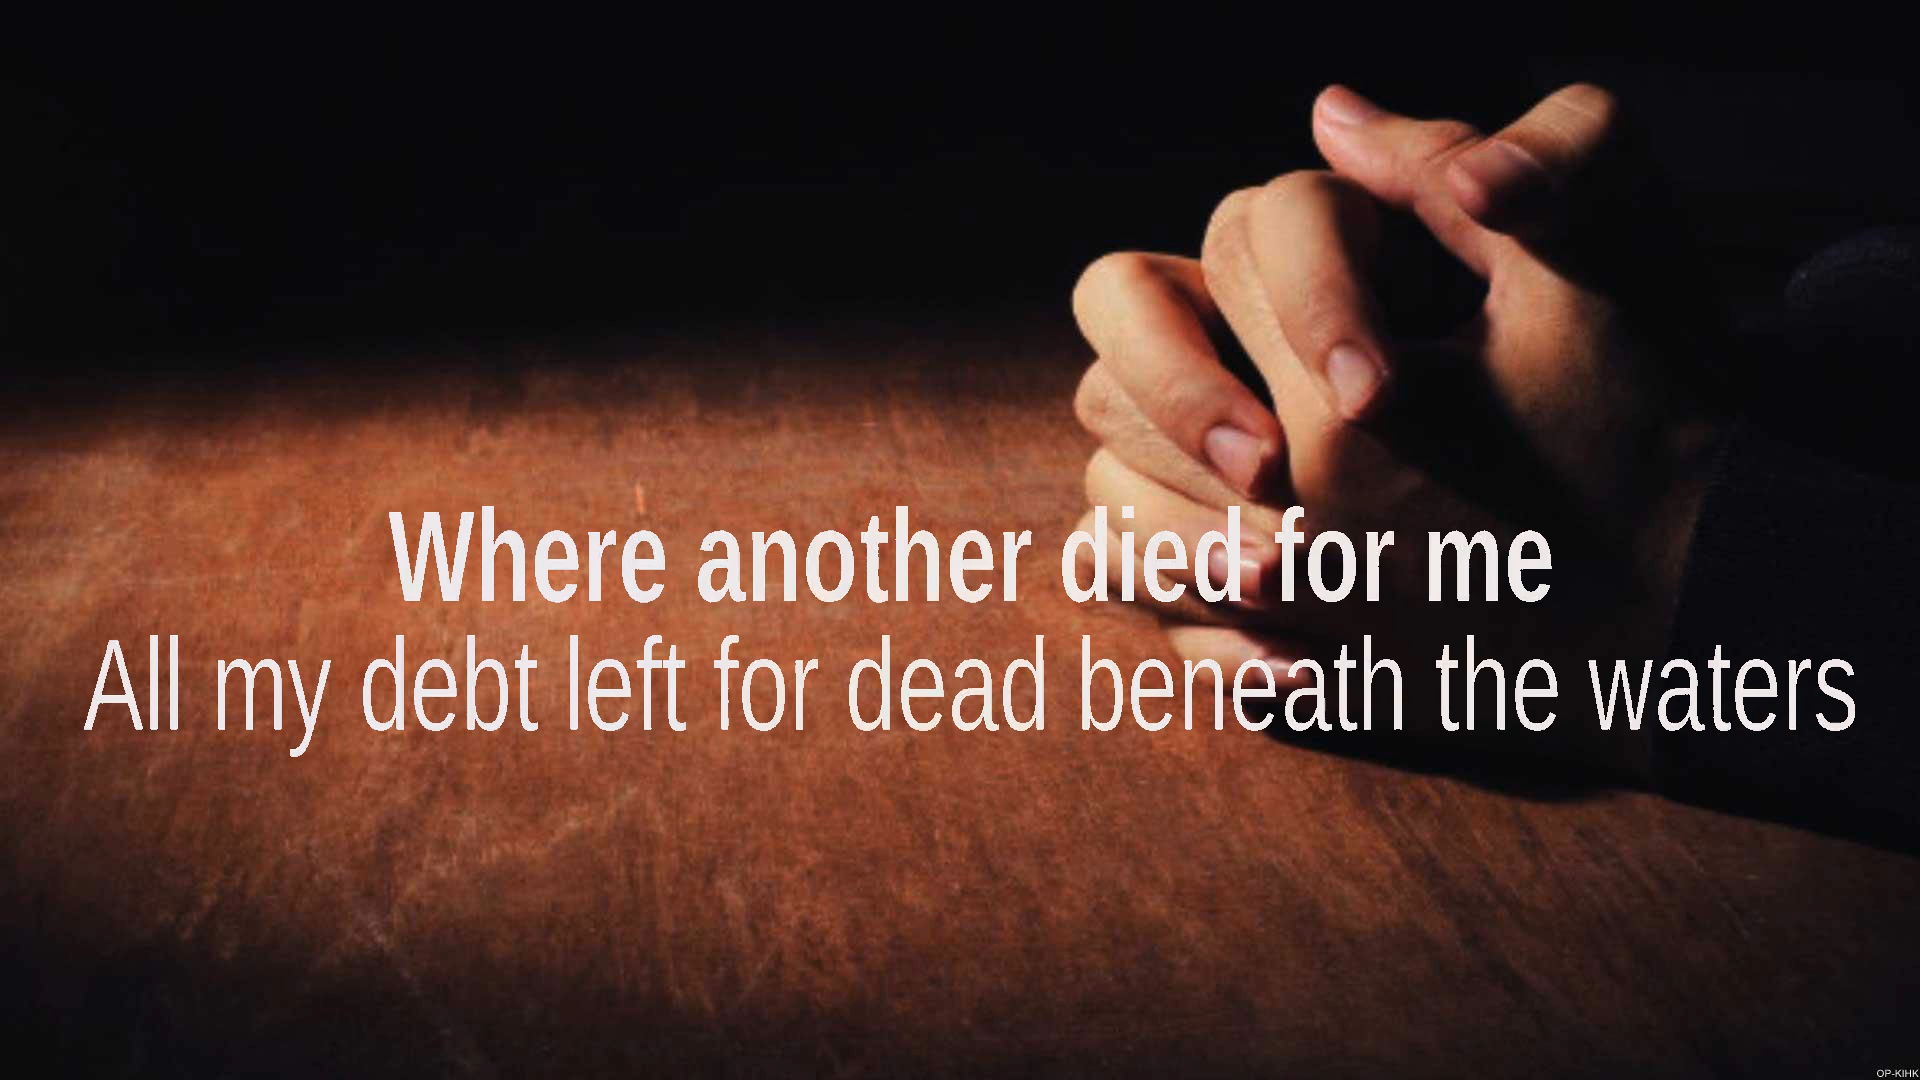 Where another died for me
All my debt left for dead beneath the waters
OP-KIHK